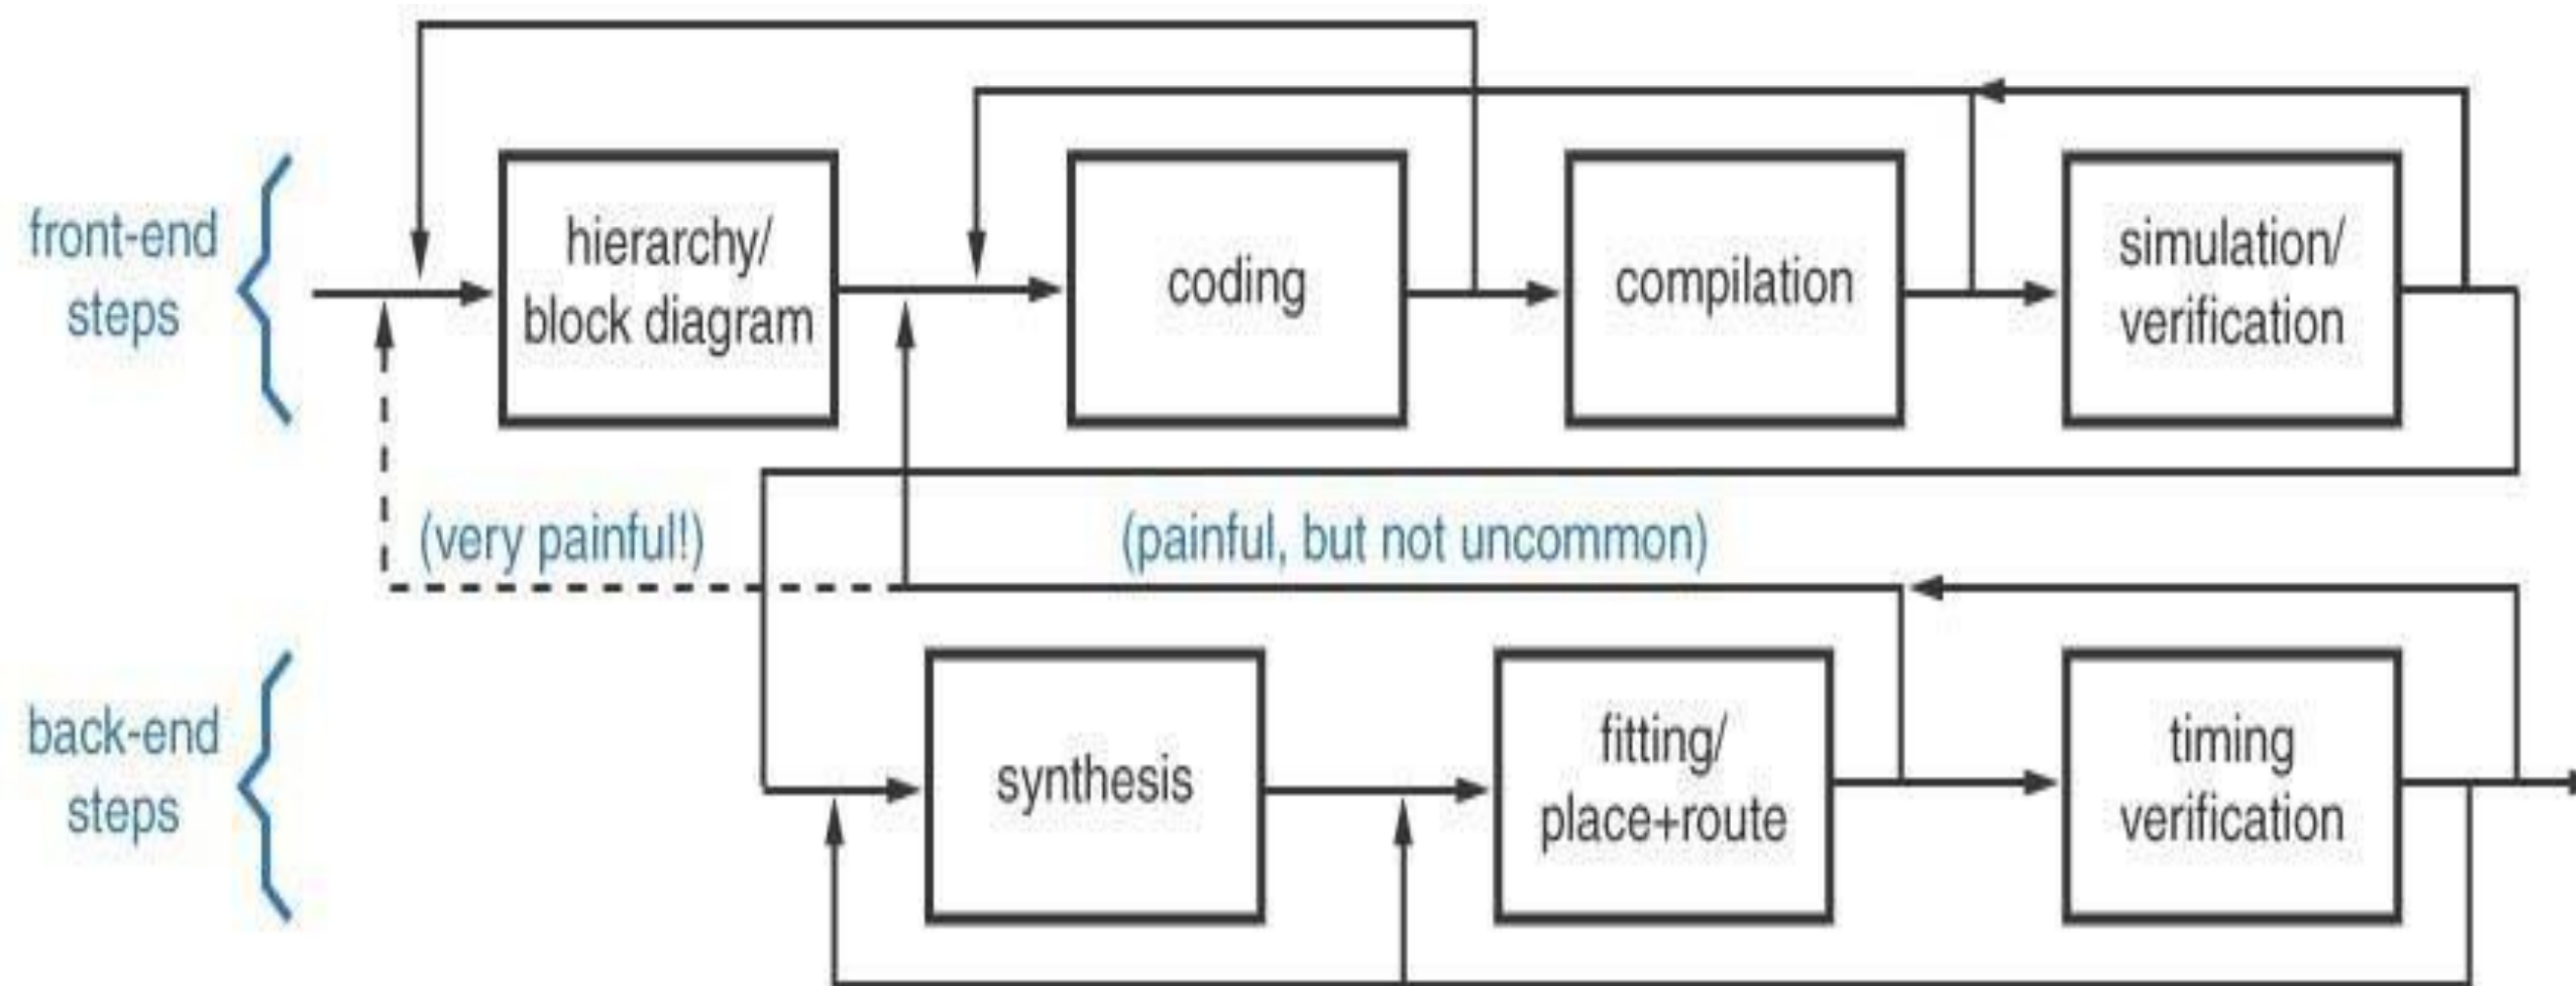 front-end
steps
hierarchy/
block diagram
coding
compilation
simulation/
verification
(very painful!)
(painful, but not uncommon)
back-end
steps
synthesis
fitting/
place+route
timing
verification